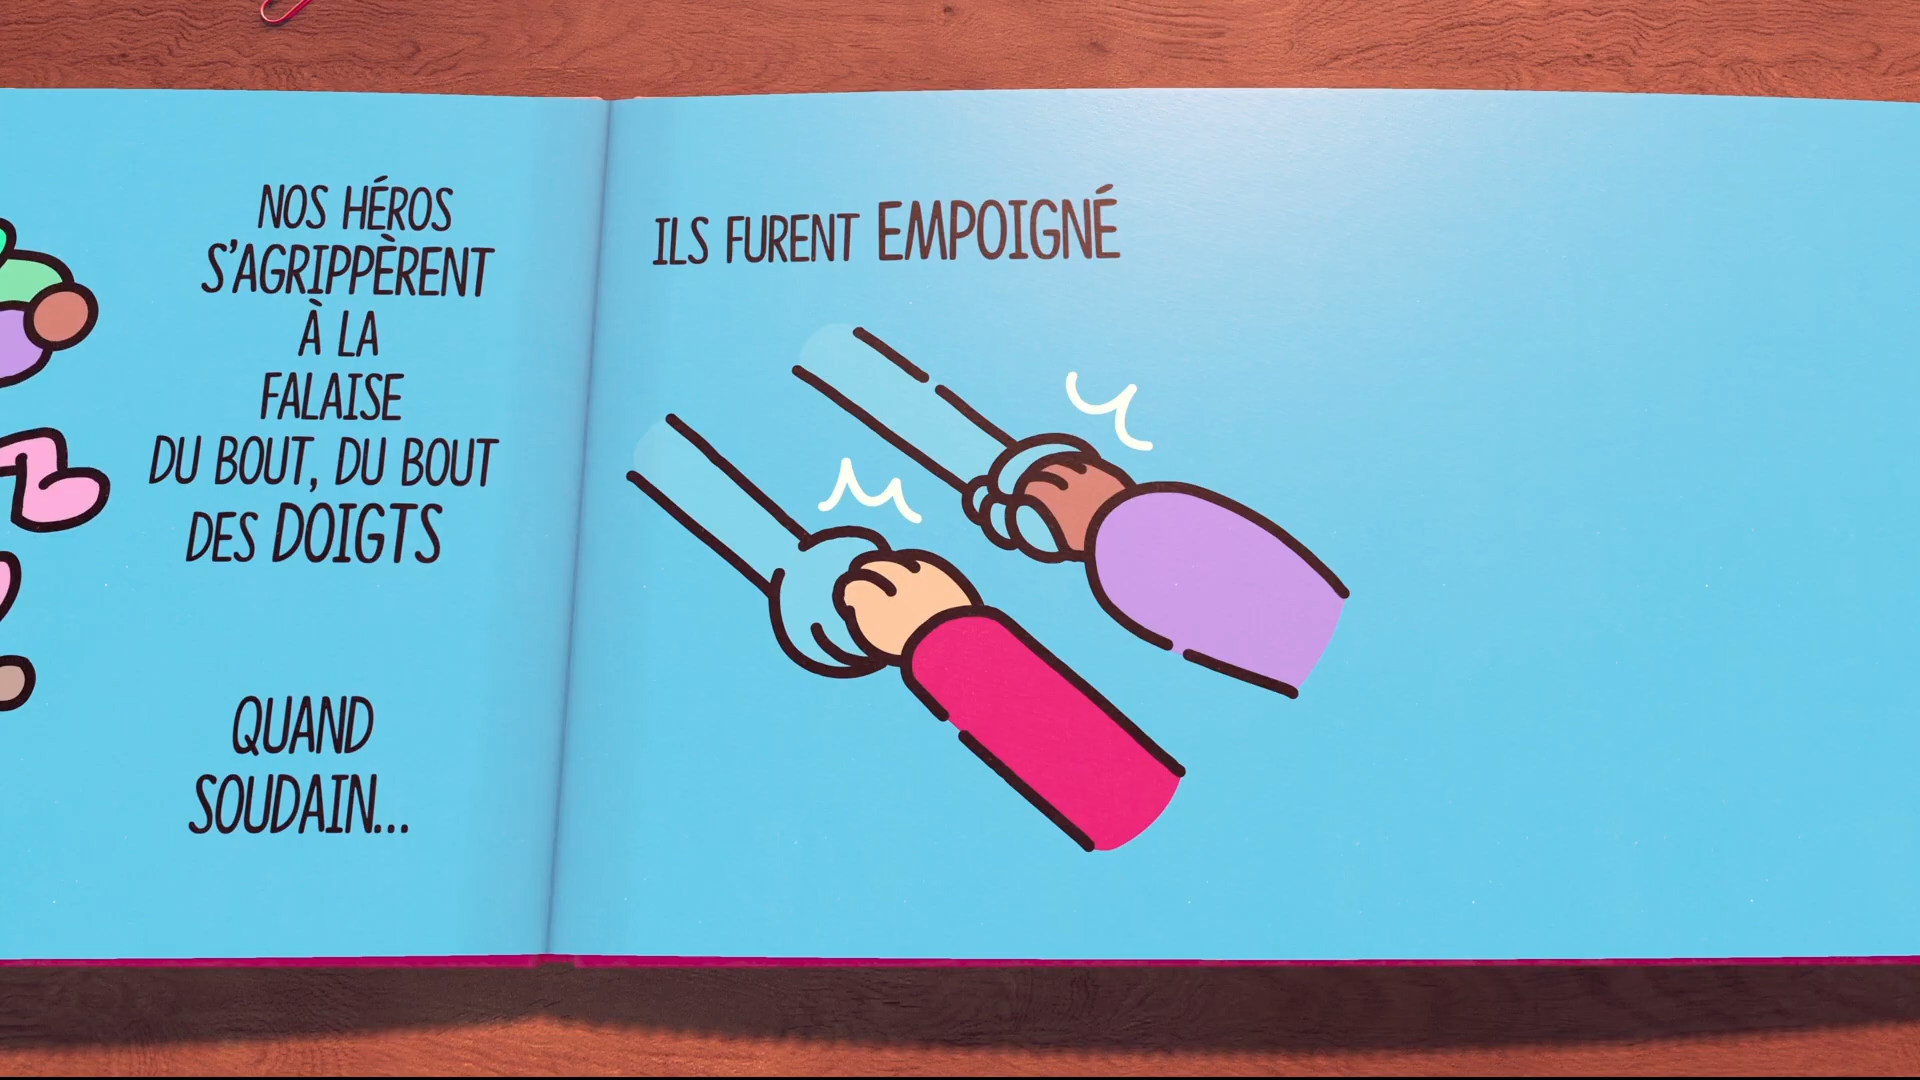 NOS HÉROS
S'AGRIPPÈRENT
À LA
FALAISE
DU BOUT, DU BOUT
DES DOIGTS
QUAND
SOUDAIN...
ILS FURENT EMPOIGNÉ